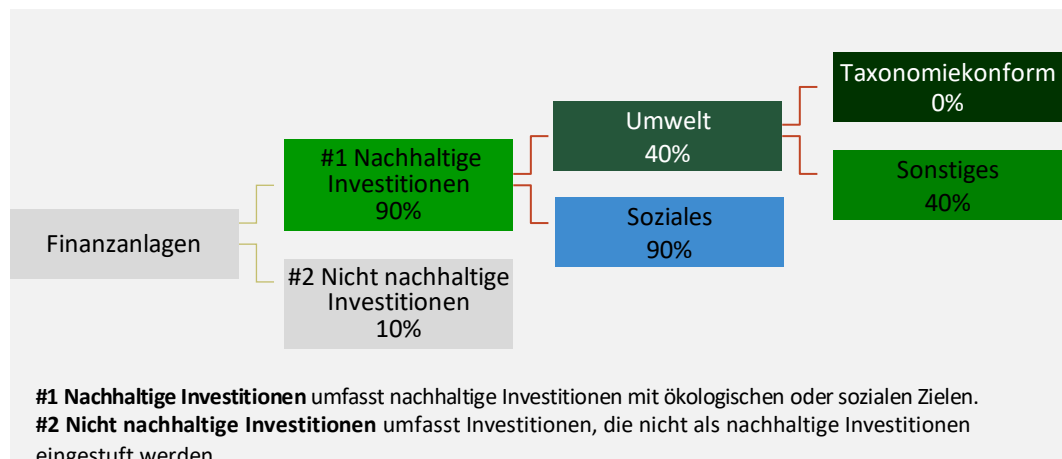 Finanzanlagen
#1 Nachhaltige
Investitionen
90%
#2 Nicht nachhaltige
Investitionen
10%
Umwelt
40%
Soziales
90%
Taxonomiekonform
0%
Sonstiges
40%
#1 Nachhaltige Investitionen umfasst nachhaltige Investitionen mit ökologischen oder sozialen Zielen.
#2 Nicht nachhaltige Investitionen umfasst Investitionen, die nicht als nachhaltige Investitionen
eingestuft werden